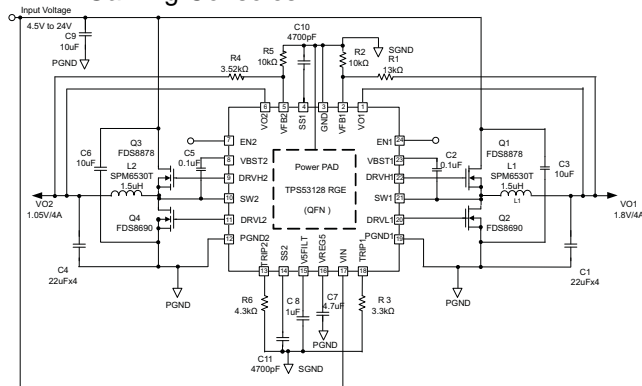 Input Voltage
4.5V to 24V
C9
10uF
PGND
C10
4700pF
SGND
R5
10kΩ
R2
10kΩ
R4
3.52kΩ
R1
13kΩ
6
5
4
3
2
1
VO2
VFB2
SS1
GND
VFB1
VO1
7
EN2
EN1
24
Q3
FDS8878
C6
10uF
L2
SPM6530T
1.5uH
C5
0.1uF
8
VBST2
9
DRVH2
10
SW2
11
DRVL2
12
PGND2
Power PAD
TPS53128 RGE
(QFN)
VBST1
23
DRVH1
22
SW1
21
DRVL1
20
PGND1
19
C2
0.1uF
Q1
FDS8878
L1
SPM6530T
1.5uH
L1
C3
10uF
VO2
1.05V/4A
Q4
FDS8690
VO1
1.8V/4A
Q2
FDS8690
C4
22uFx4
PGND
PGND
C1
22uFx4
TRIP2
SS2
V5FILT
VREG5
VIN
TRIP1
13
14
15
16
17
18
R6
4.3kΩ
C 8
1uF
C7
4.7uF
R 3
3.3kΩ
PGND
C11
4700pF
SGND